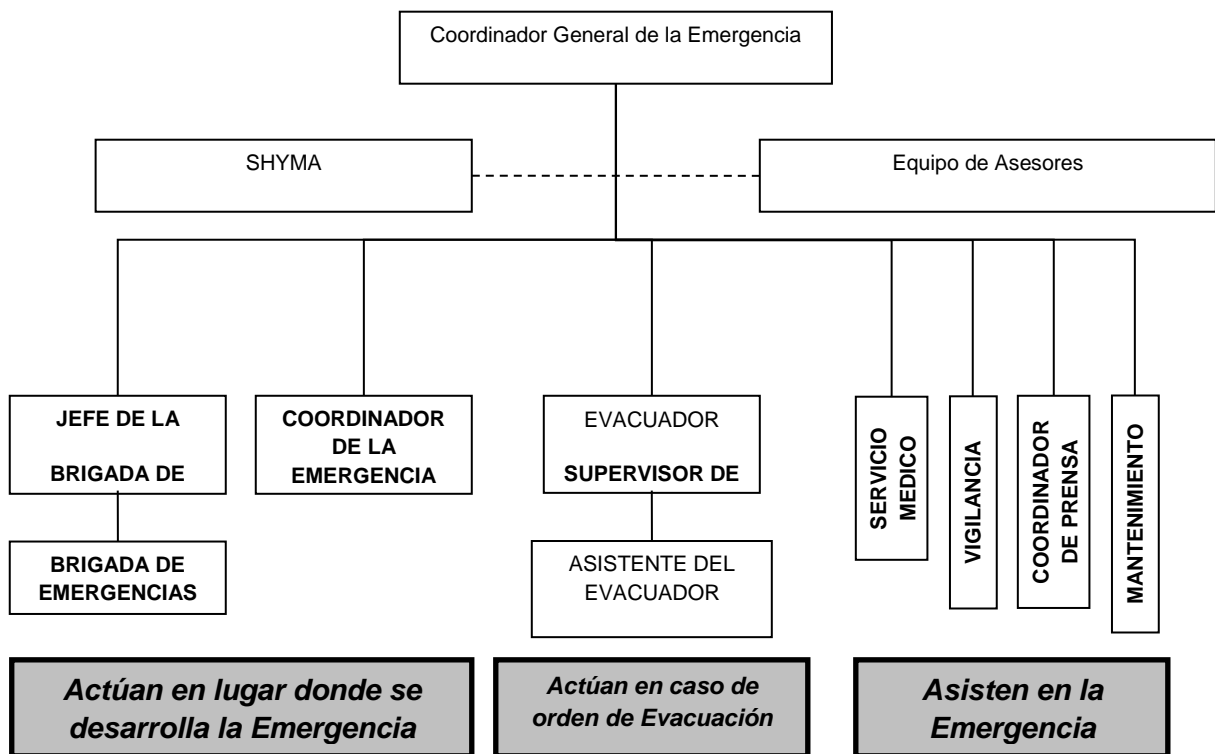 Coordinador General de la Emergencia
SHYMA
Equipo de Asesores
JEFE DE LA
BRIGADA DE
COORDINADOR
DE LA
EMERGENCIA
EVACUADOR
SUPERVISOR DE
SERVICIO
MEDICO
VIGILANCIA
COORDINADOR
DE PRENSA
MANTENIMIENTO
BRIGADA DE
EMERGENCIAS
ASISTENTE DEL
EVACUADOR
Actúan en lugar donde se
desarrolla la Emergencia
Actúan en caso de
orden de Evacuación
Asisten en la
Emergencia